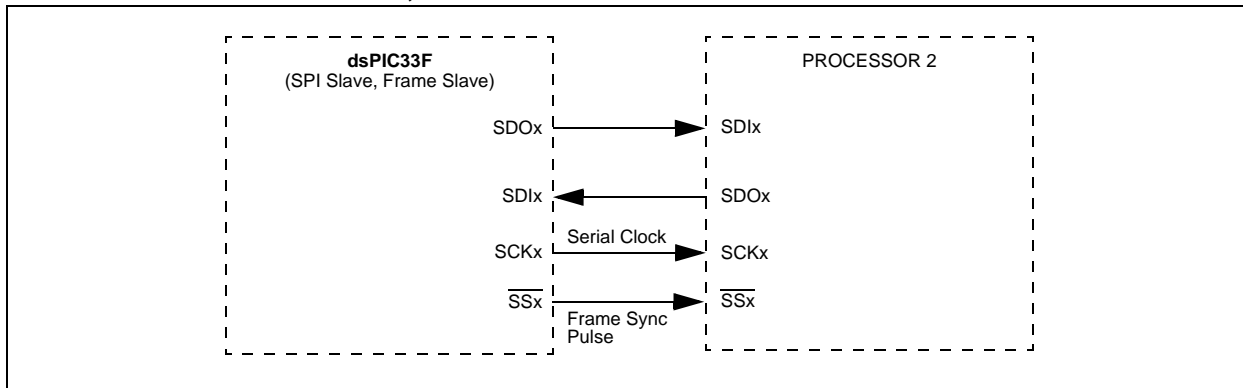 dsPIC33F
(SPI Slave, Frame Slave)
PROCESSOR 2
SDOx
SDIx
SDIx
SDOx
SCKx
Serial Clock
SCKx
SSx
SSx
Frame Sync
Pulse